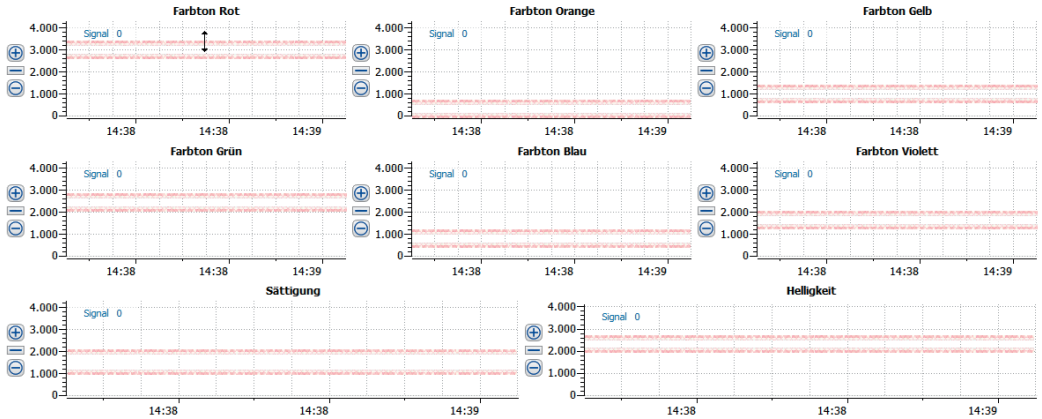 Farbton Rot
4.000
Signal 0
3.000
2.000
1.000
0
14:38 14:38 14:39
Farbton Orange
4.000
Signal 0
3.000
2.000
1.000
0
14:38 14:38 14:39
Farbton Gelb
4.000
Signal 0
3.000
2.000
1.000
0
14:38 14:38 14:39
Farbton Grün
4.000
Signal 0
3.000
2.000
1.000
0
14:38 14:38 14:39
Farbton Blau
4.000
Signal 0
3.000
2.000
1.000
0
14:38 14:38 14:39
Farbton Violett
4.000
Signal 0
3.000
2.000
1.000
0
14:38 14:38 14:39
Sättigung
4.000
Signal 0
3.000
2.000
1.000
0
14:38 14:38 14:39
Helligkeit
4.000
Signal 0
3.000
2.000
1.000
0
14:38 14:38 14:39